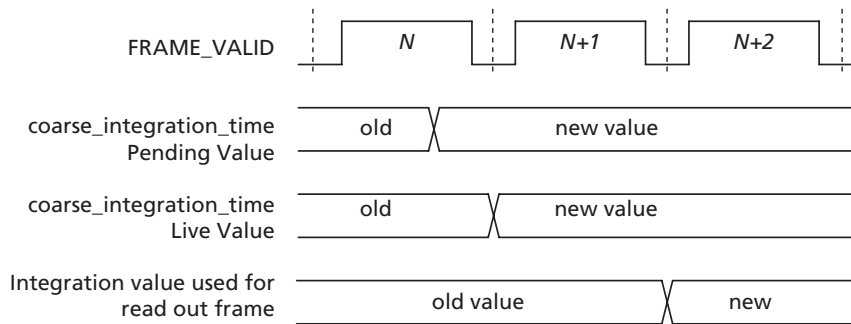 FRAME_VALID N N+1 N+2
coarse_integration_time
Pending Value
old new value
coarse_integration_time
Live Value
old new value
Integration value used for
read out frame
old value new